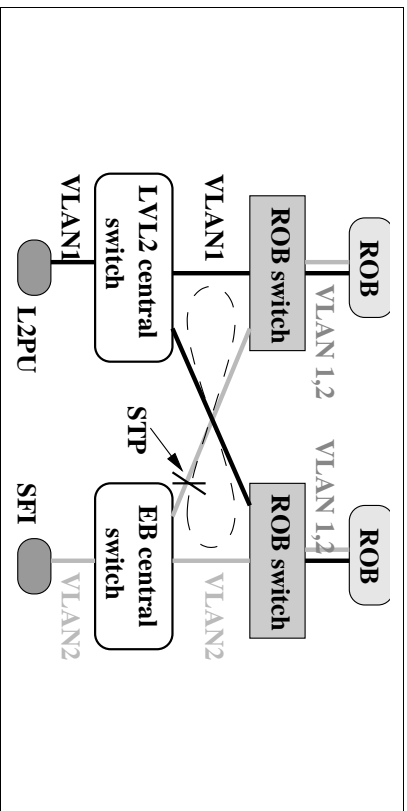 ROB
ROB
VLAN 1,2
VLAN 1,2
ROB switch
ROB switch
VLAN1
VLAN2
LVL2 central
switch
STP
EB central
switch
VLAN1
VLAN2
L2PU
SFI